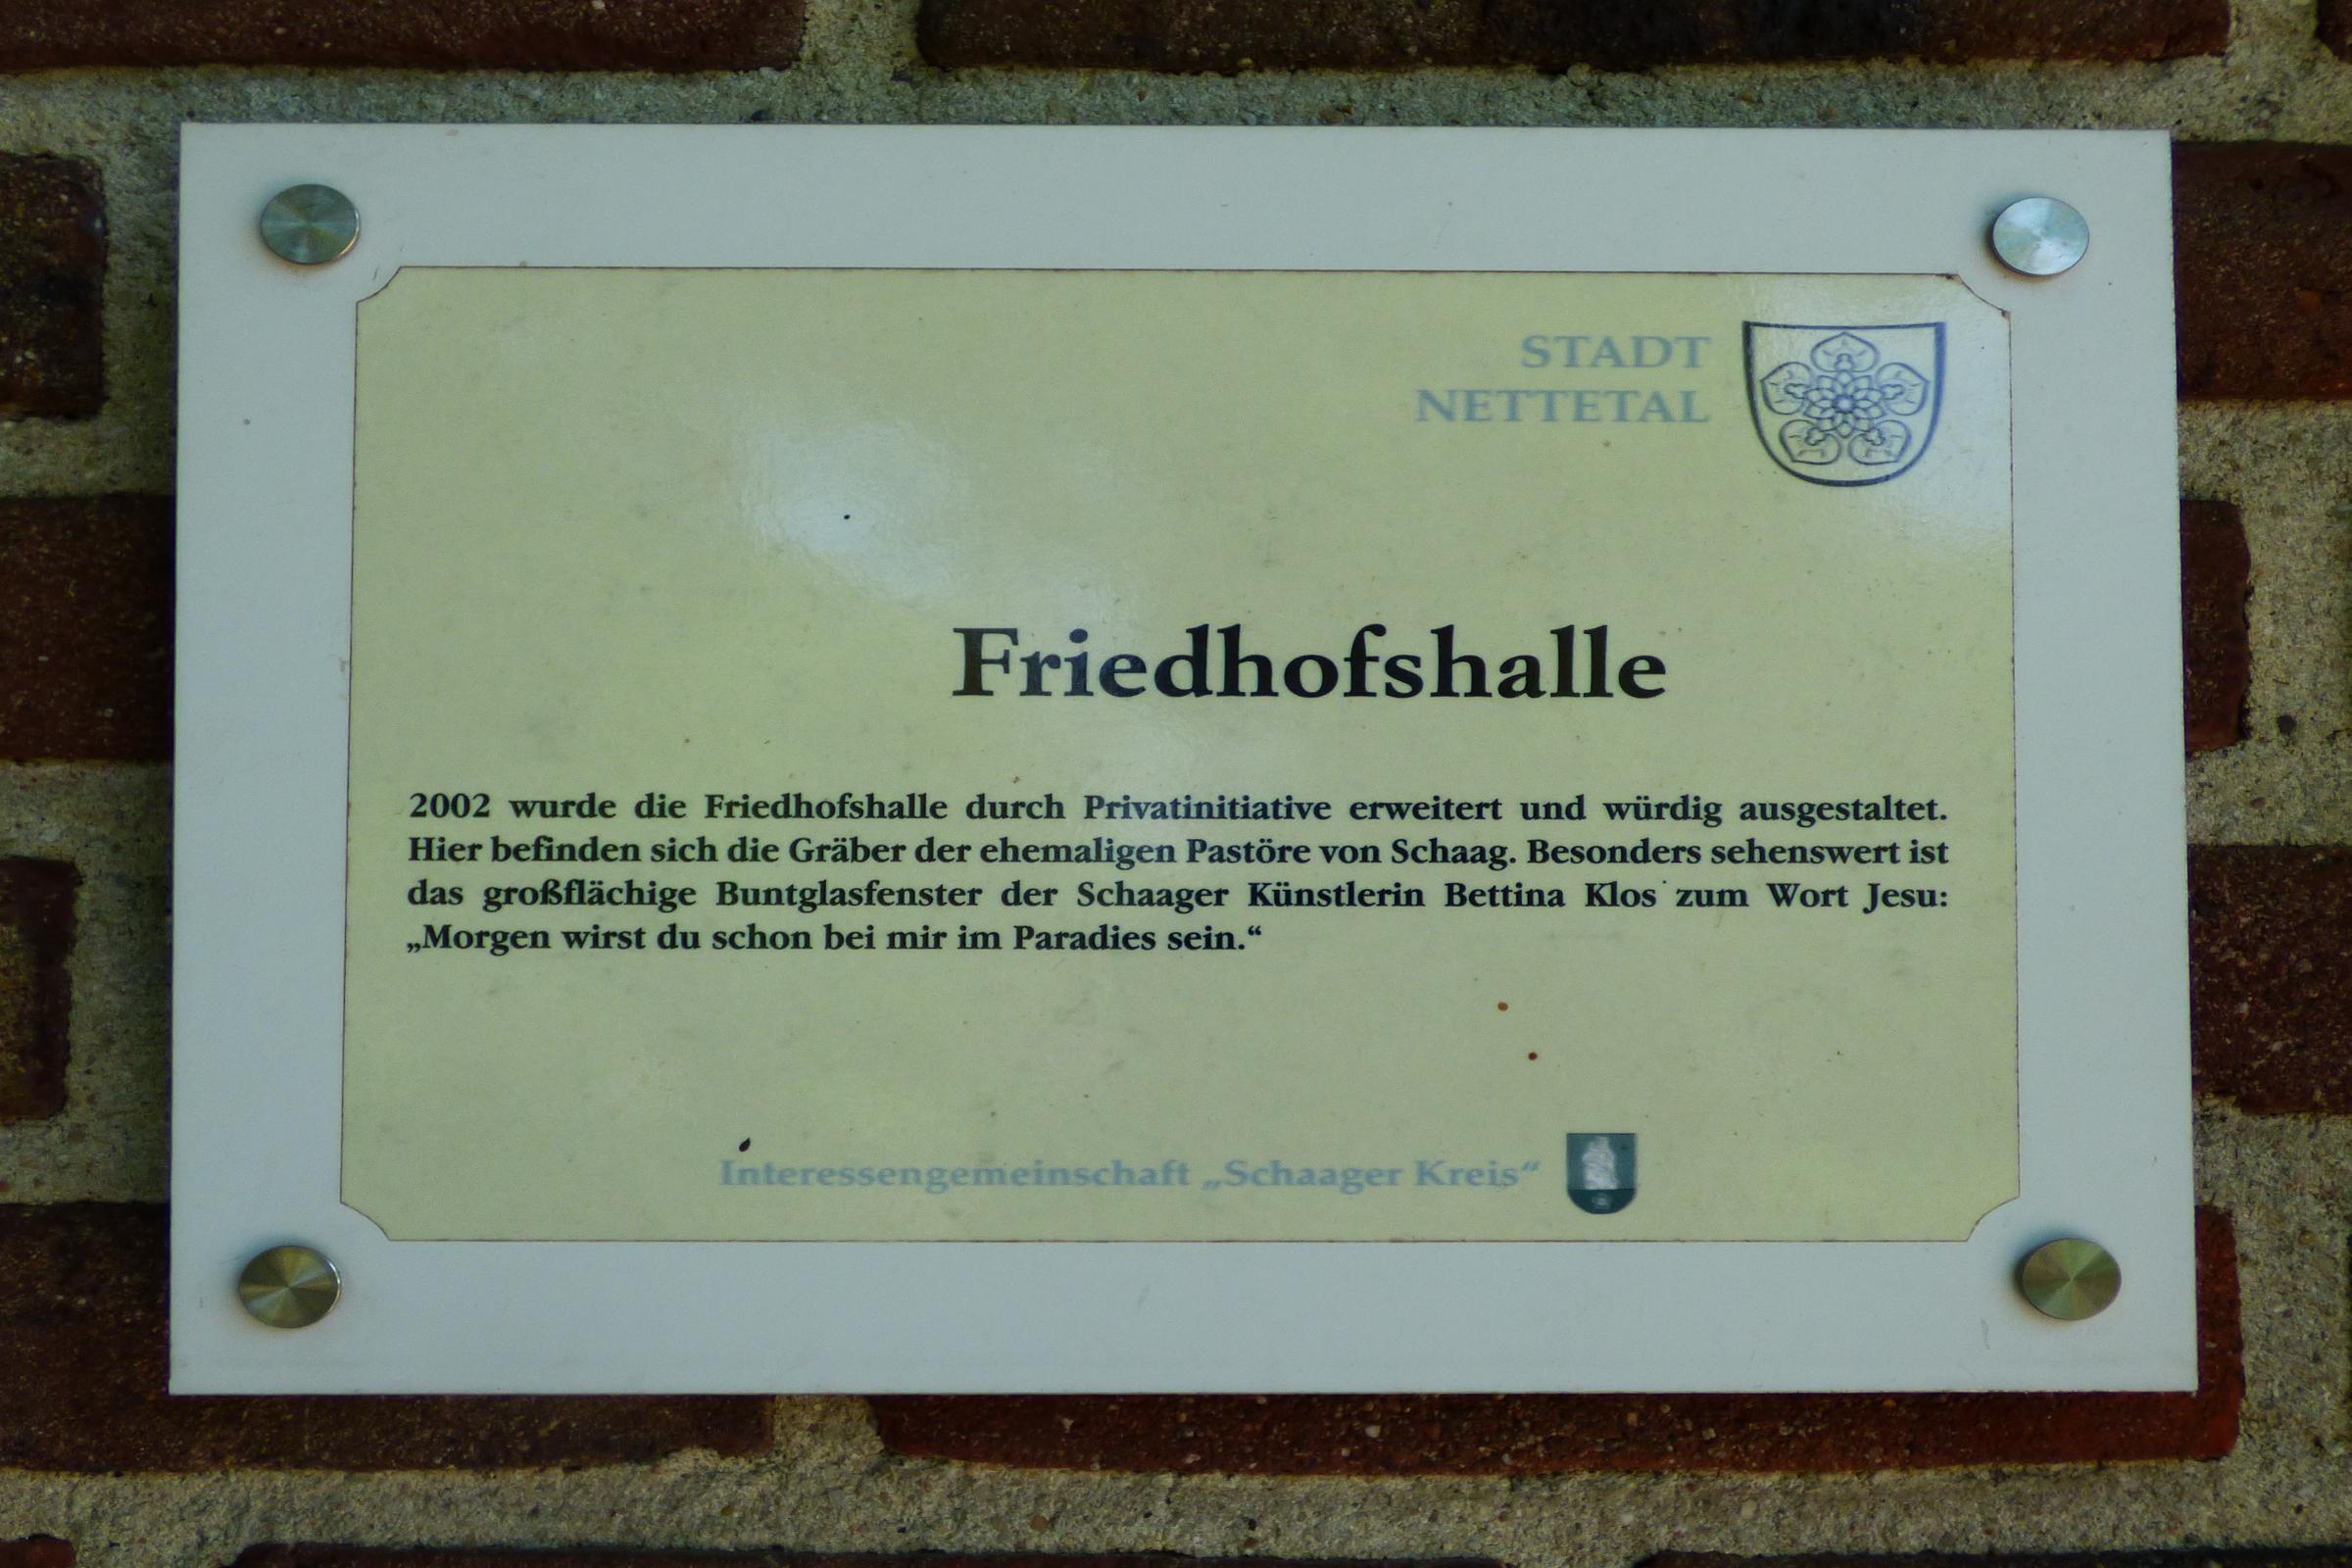 STADT
NETTETAL
Friedhofshalle
2002 wurde die Friedhofshalle durch Privatinitiative erweitert und würdig ausgestaltet.
Hier befinden sich die Gräber der ehemaligen Pastöre von Schaag. Besonders sehenswert ist
das großflächige Buntglasfenster der Schaager Künstlerin Bettina Klos zum Wort Jesu:
„Morgen wirst du schon bei mir im Paradies sein.“
Interessengemeinschaft „Schaager Kreis“